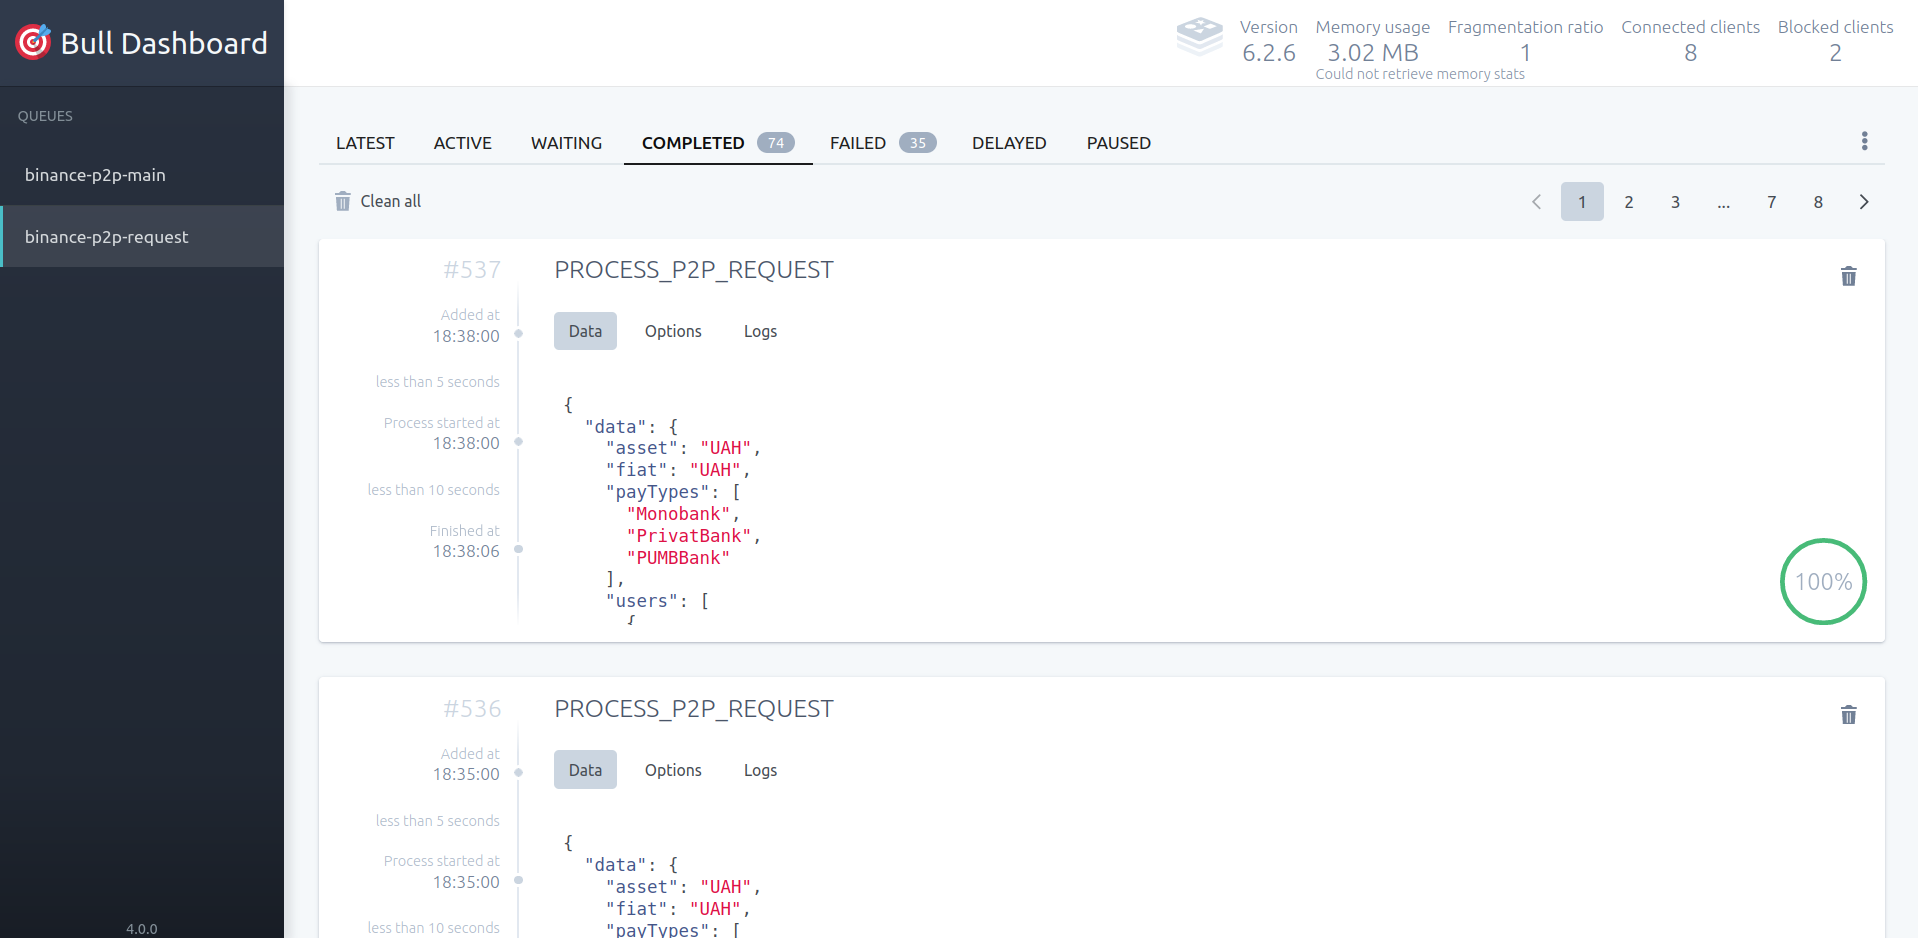 Bull Dashboard
Version
6.2.6
Memory usage
3.02 MB
Could not retrieve memory stats
Fragmentation ratio
1
Connected clients
8
Blocked clients
2
QUEUES
binance-p2p-main
binance-p2p-request
4.0.0
LATEST ACTIVE WAITING COMPLETED 74 FAILED 35 DELAYED PAUSED
Clean all
1 2 3 ... 7 8
#537
Added at
18:38:00
less than 5 seconds
Process started at
18:38:00
less than 10 seconds
Finished at
18:38:06
PROCESS_P2P_REQUEST
Data Options Logs
{
"data": {
"asset": "UAH",
"fiat": "UAH",
"payTypes": [
"Monobank",
"PrivatBank",
"PUMBBank"
],
"users": [
{
100%
#536
Added at
18:35:00
less than 5 seconds
Process started at
18:35:00
less than 10 seconds
PROCESS_P2P_REQUEST
Data Options Logs
{
"data": {
"asset": "UAH",
"fiat": "UAH",
"payTypes": [